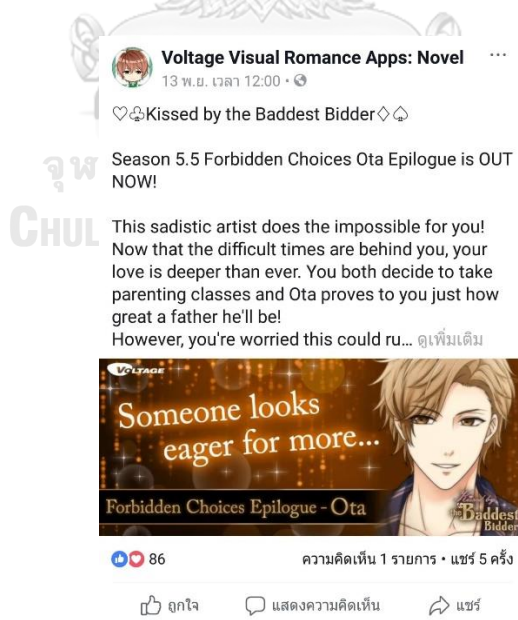 Voltage Visual Romance Apps: Novel
13 พ.ย. เวลา 12:00
♡♧Kissed by the Baddest Bidder♢♤
Season 5.5 Forbidden Choices Ota Epilogue is OUT
NOW!
This sadistic artist does the impossible for you!
Now that the difficult times are behind you, your
love is deeper than ever. You both decide to take
parenting classes and Ota proves to you just how
great a father he'll be!
However, you're worried this could ru... ดูเพิ่มเติม
VOLTAGE
Someone looks
eager for more...
Forbidden Choices Epilogue - Ota
Kissed by
the Baddest
Bidder
86
ความคิดเห็น 1 รายการ • แชร์ 5 ครั้ง
ถูกใจ
แสดงความคิดเห็น
แชร์
จุฬ
CHUL